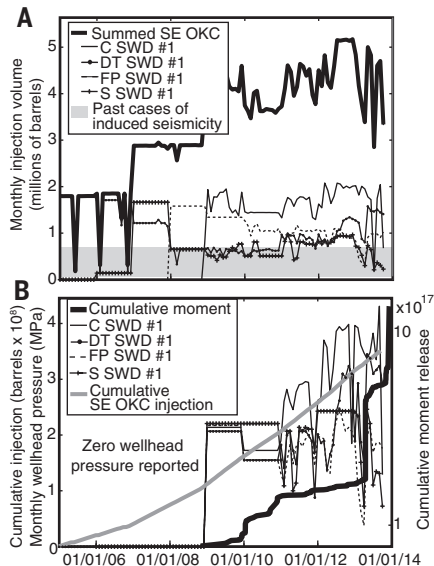 A
Summed SE OKC
C SWD #1
DT SWD #1
FP SWD #1
S SWD #1
Past cases of
induced seismicity
Monthly injection volume
(millions of barrels)
5
4
3
2
1
0
B
Cumulative moment
C SWD #1
DT SWD #1
FP SWD #1
S SWD #1
Cumulative
SE OKC injection
Zero wellhead
pressure reported
Cumulative injection (barrels x 10⁸)
Monthly wellhead pressure (MPa)
4
3
2
1
0
x10¹⁷
10
1
Cumulative moment release
01/01/06
01/01/08
01/01/10
01/01/12
01/01/14